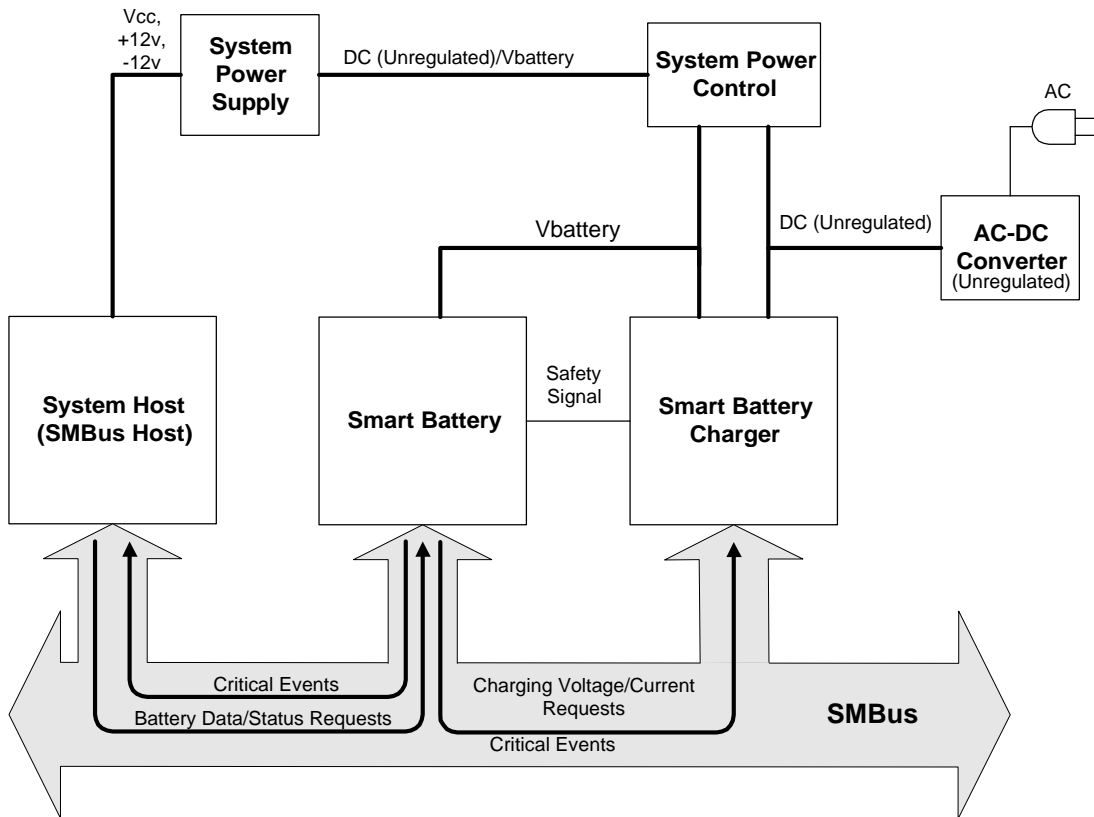 Vcc,
+12v,
-12v
System
Power
Supply
DC (Unregulated)/Vbattery
System Power
Control
AC
Vbattery
DC (Unregulated)
AC-DC
Converter
(Unregulated)
System Host
(SMBus Host)
Smart Battery
Safety
Signal
Smart Battery
Charger
Critical Events
Battery Data/Status Requests
Charging Voltage/Current
Requests
Critical Events
SMBus